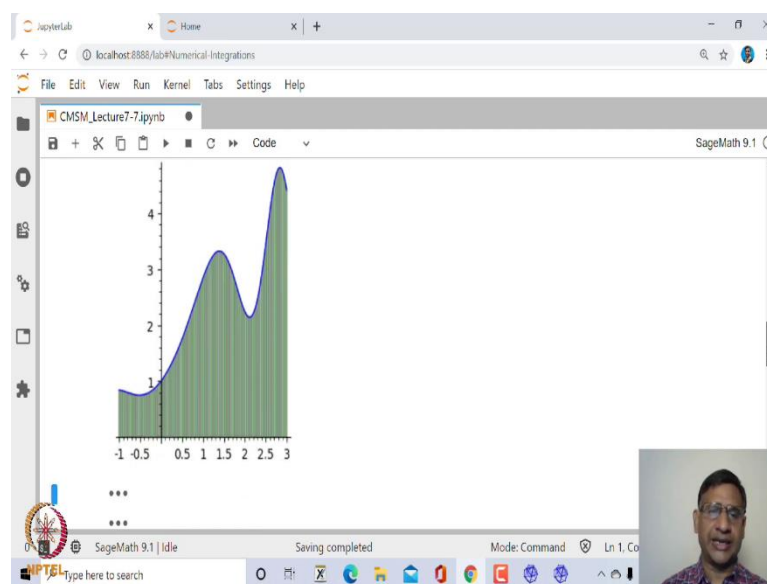 JupyterLab × Home × +
localhost:8888/lab#Numerical-Integrations
File Edit View Run Kernel Tabs Settings Help
CMSM_Lecture7-7.ipynb
Code SageMath 9.1
4
3
2
1
-1 -0.5 0.5 1 1.5 2 2.5 3
0 SageMath 9.1 | Idle Saving completed Mode: Command Ln 1, Co
NPTEL Type here to search